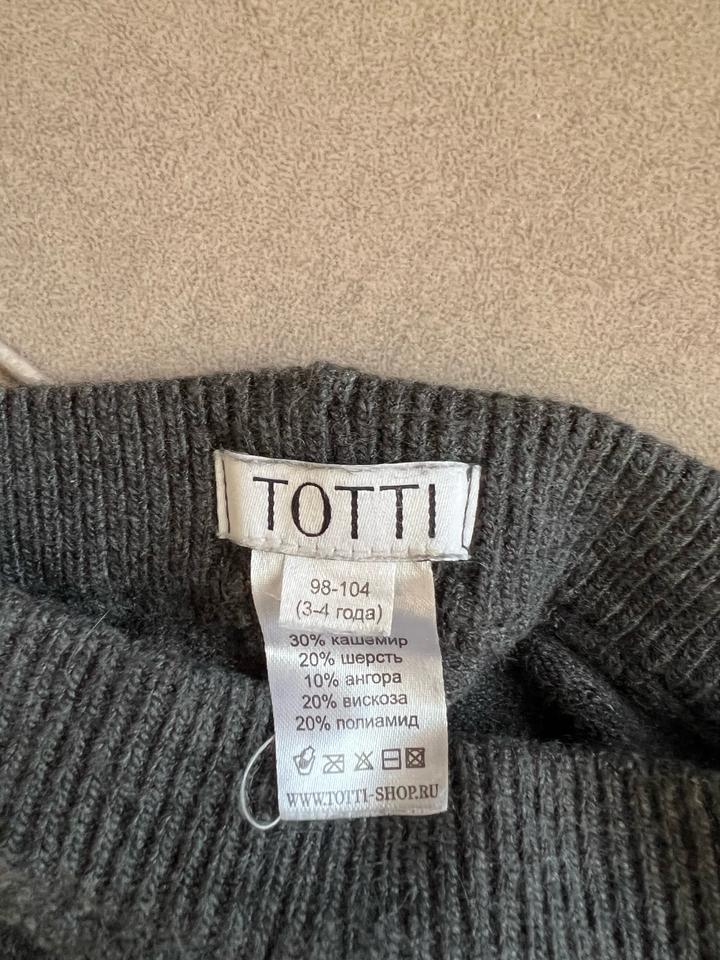 TOTTI
98-104
(3-4 года)
30% кашемир
20% шерсть
10% ангора
20% вискоза
20% полиамид
WWW.TOTTI-SHOP.RU